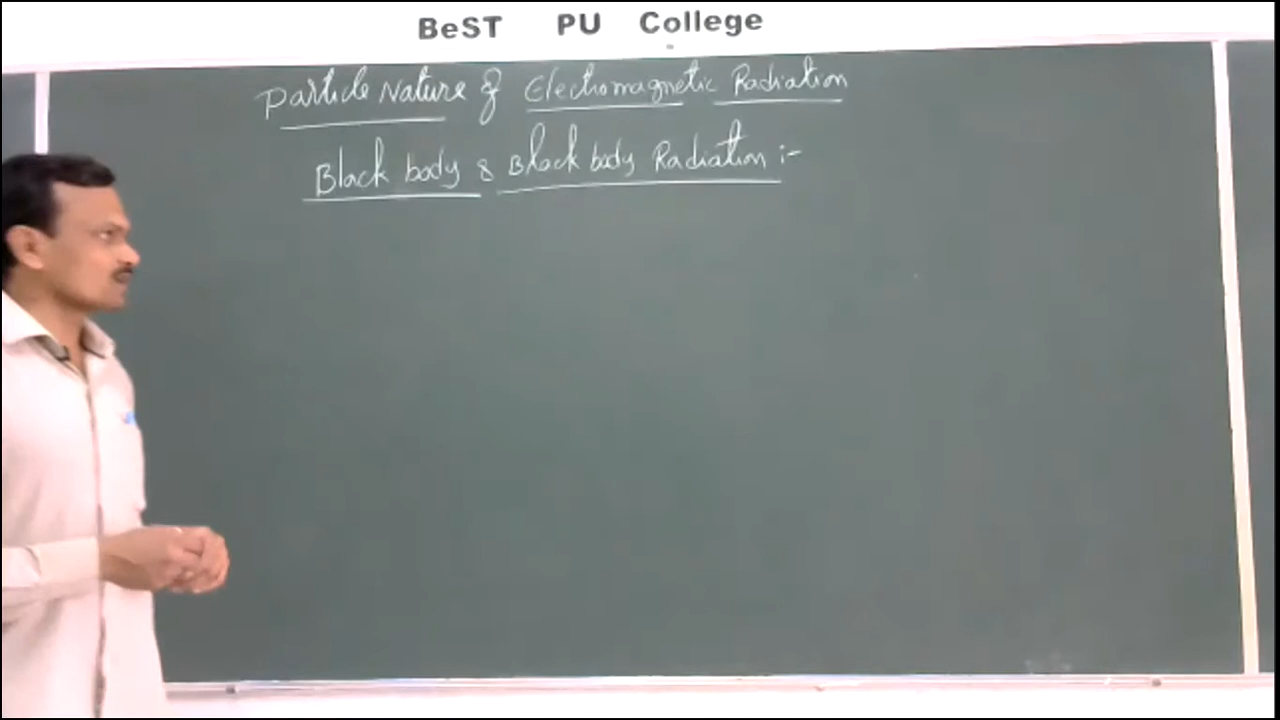 BeST PU College
Particle Nature of Electromagnetic Radiation
Black body & Black body Radiation :-